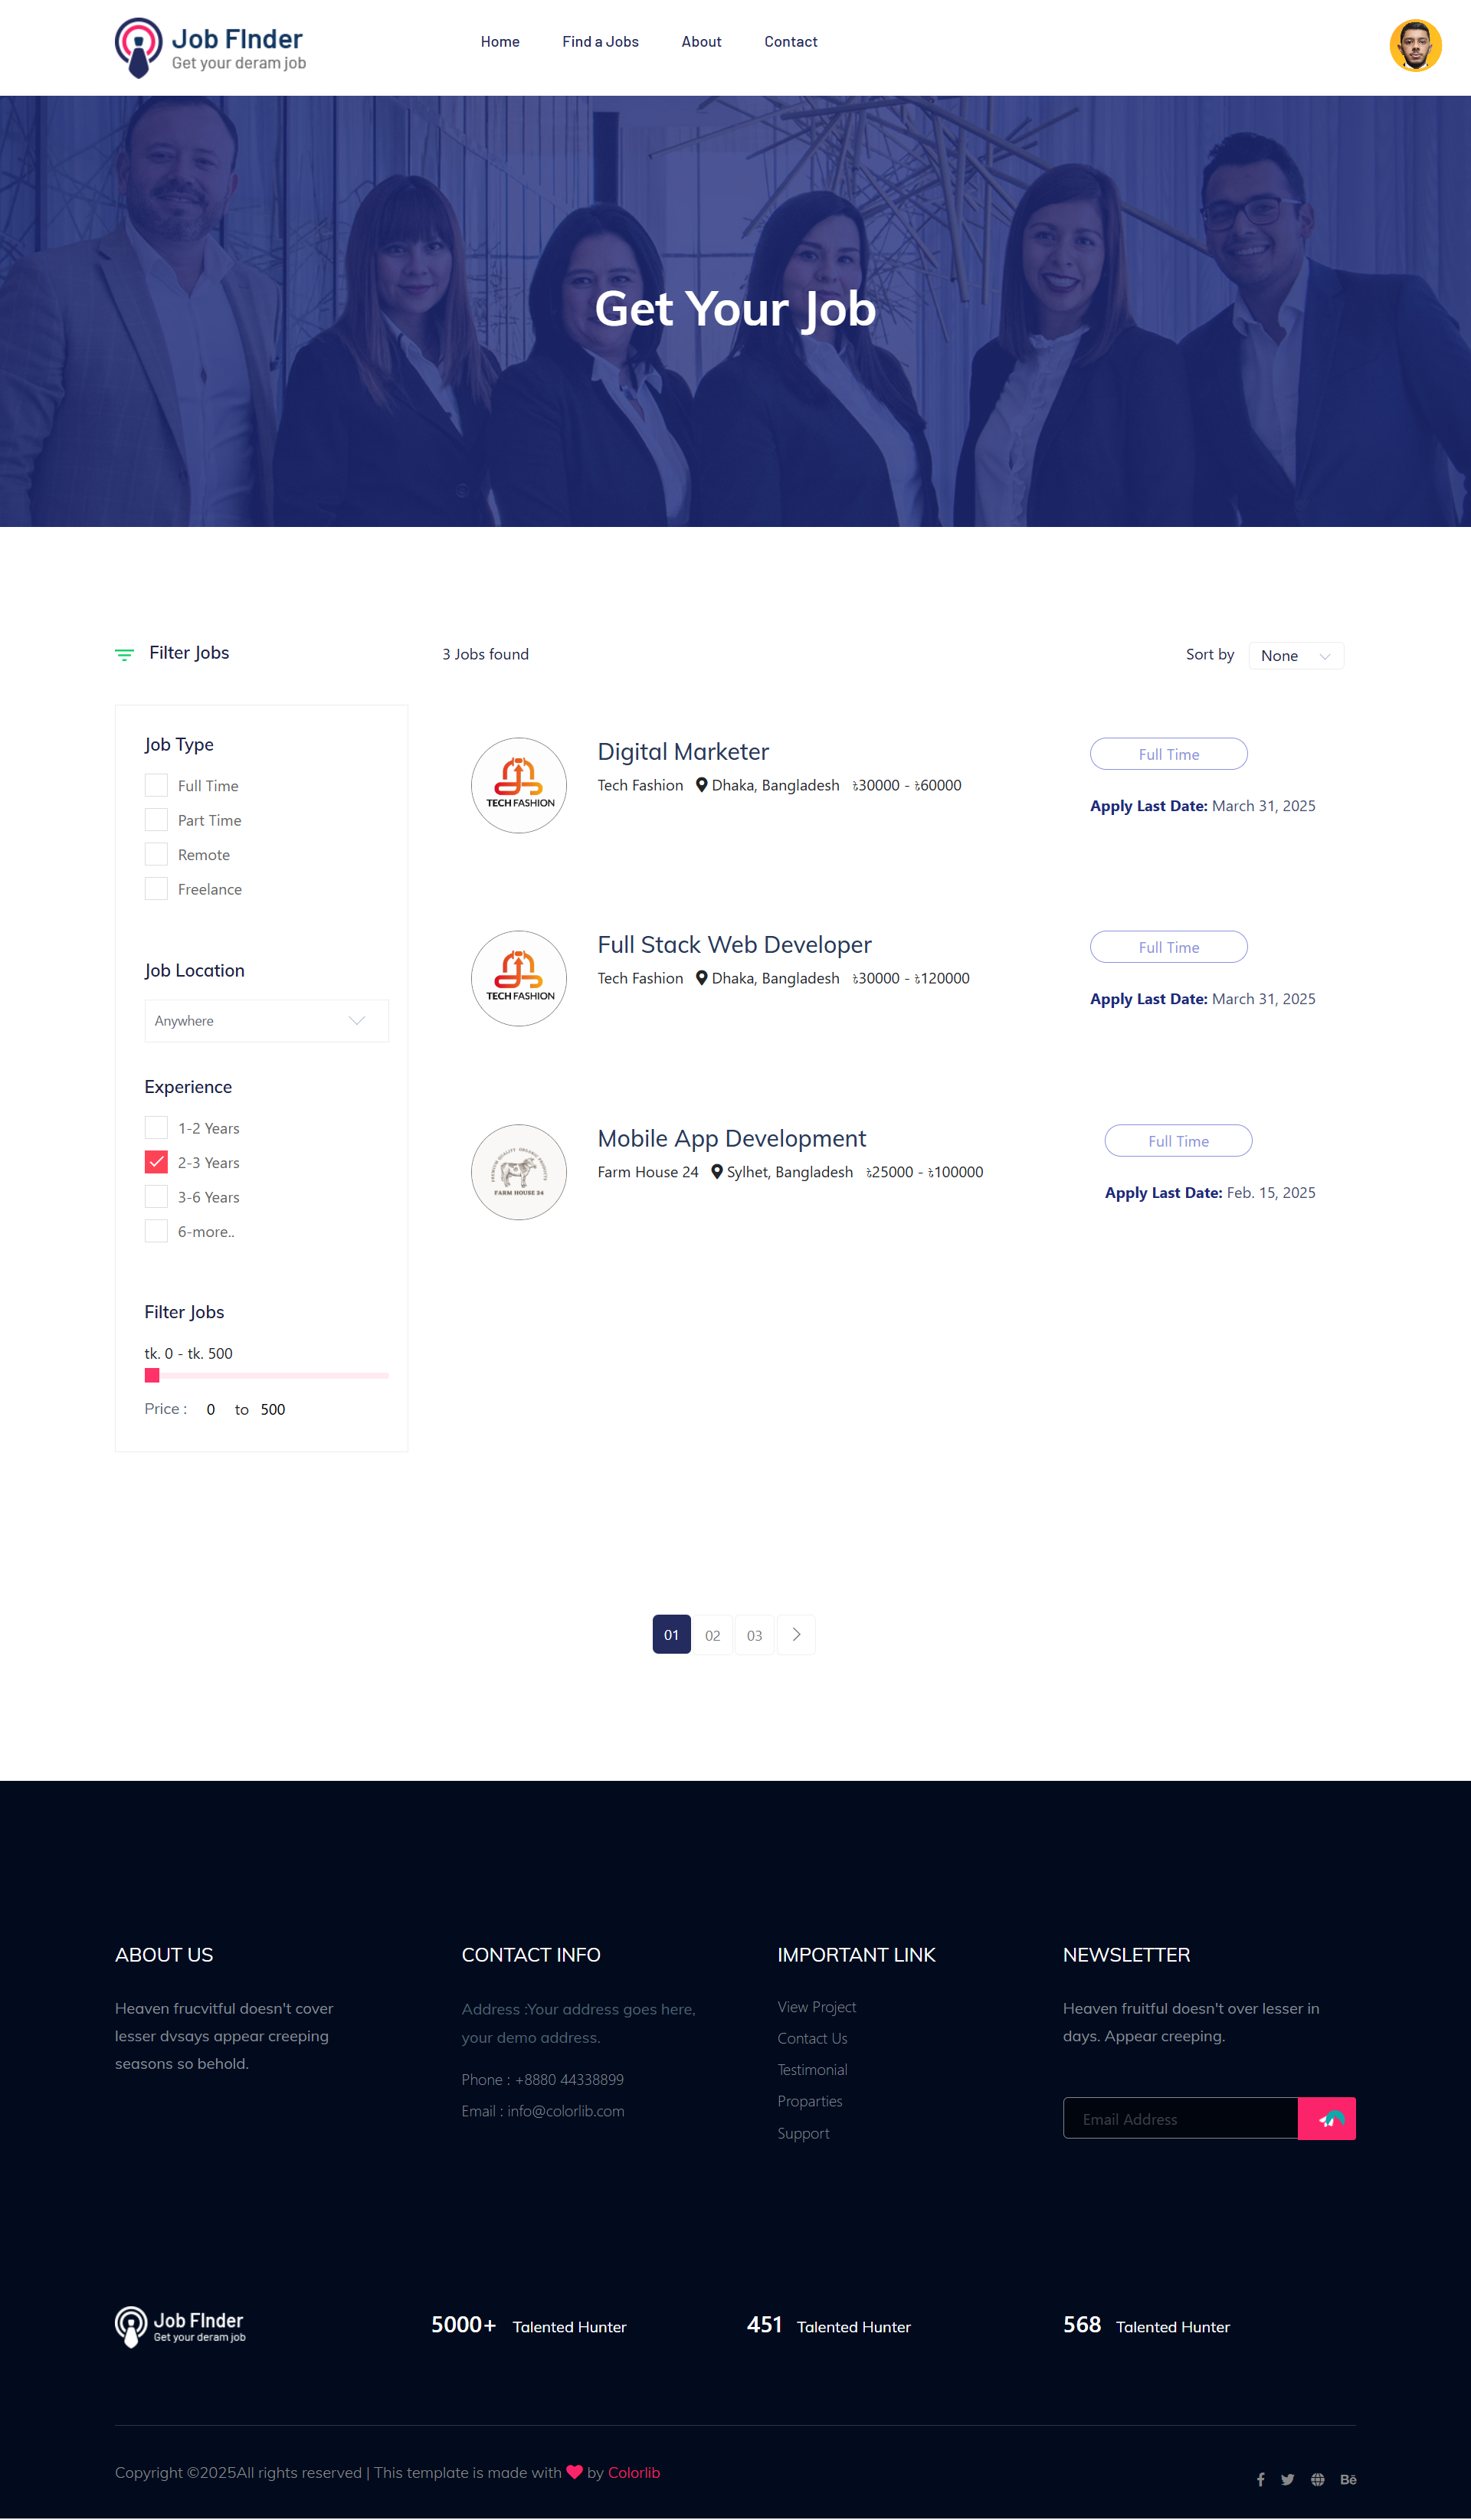 Job FInder
Get your deram job
Home
Find a Jobs
About
Contact
Get Your Job
Filter Jobs
3 Jobs found
Sort by
None
Job Type
Full Time
Part Time
Remote
Freelance
Job Location
Anywhere
Experience
1-2 Years
2-3 Years
3-6 Years
6-more..
Filter Jobs
tk. 0 - tk. 500
Price : 0 to 500
TECH FASHION
Digital Marketer
Tech Fashion Dhaka, Bangladesh ৳30000 - ৳60000
Full Time
Apply Last Date: March 31, 2025
TECH FASHION
Full Stack Web Developer
Tech Fashion Dhaka, Bangladesh ৳30000 - ৳120000
Full Time
Apply Last Date: March 31, 2025
PREMIUM QUALITY ORGANIC PRODUCTS
FARM HOUSE 24
Mobile App Development
Farm House 24 Sylhet, Bangladesh ৳25000 - ৳100000
Full Time
Apply Last Date: Feb. 15, 2025
01 02 03
ABOUT US
Heaven frucvitful doesn't cover
lesser dvsays appear creeping
seasons so behold.
CONTACT INFO
Address :Your address goes here,
your demo address.
Phone : +8880 44338899
Email : info@colorlib.com
IMPORTANT LINK
View Project
Contact Us
Testimonial
Proparties
Support
NEWSLETTER
Heaven fruitful doesn't over lesser in
days. Appear creeping.
Email Address
Job FInder
Get your deram job
5000+ Talented Hunter
451 Talented Hunter
568 Talented Hunter
Copyright ©2025All rights reserved | This template is made with by Colorlib
Bē